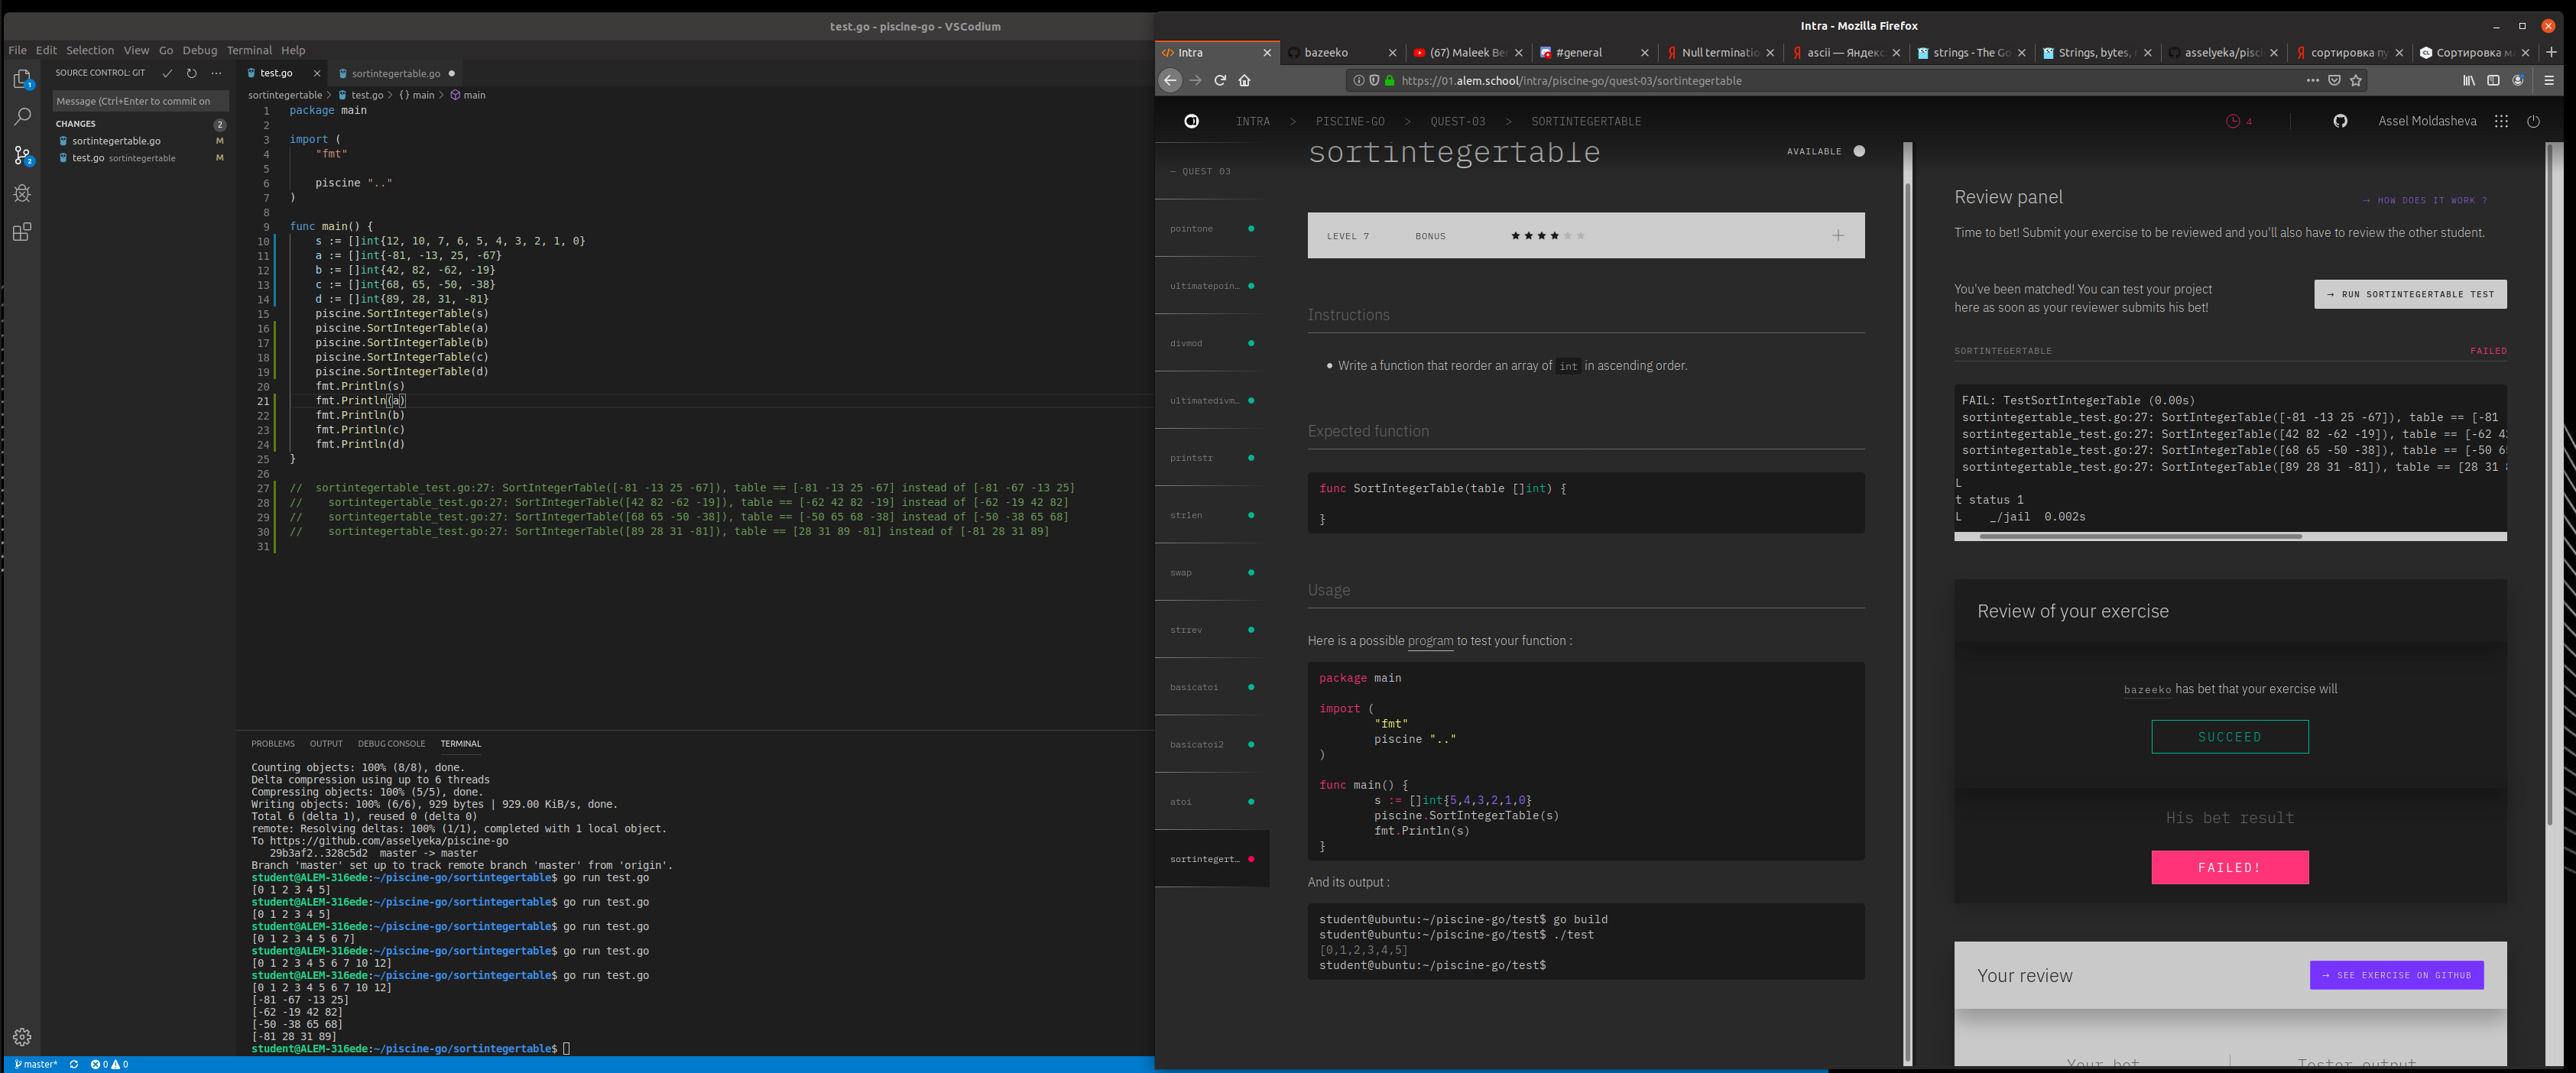 test.go - piscine-go - VSCodium
File Edit Selection View Go Debug Terminal Help
SOURCE CONTROL: GIT
Message (Ctrl+Enter to commit on
CHANGES 2
sortintegertable.go M
test.go sortintegertable M
test.go
sortintegertable.go
sortintegertable > test.go > {} main > main
1 package main
2
3 import (
4 "fmt"
5
6 piscine ".."
7 )
8
9 func main() {
10 s := []int{12, 10, 7, 6, 5, 4, 3, 2, 1, 0}
11 a := []int{-81, -13, 25, -67}
12 b := []int{42, 82, -62, -19}
13 c := []int{68, 65, -50, -38}
14 d := []int{89, 28, 31, -81}
15 piscine.SortIntegerTable(s)
16 piscine.SortIntegerTable(a)
17 piscine.SortIntegerTable(b)
18 piscine.SortIntegerTable(c)
19 piscine.SortIntegerTable(d)
20 fmt.Println(s)
21 fmt.Println(a)
22 fmt.Println(b)
23 fmt.Println(c)
24 fmt.Println(d)
25 }
26
27 // sortintegertable_test.go:27: SortIntegerTable([-81 -13 25 -67]), table == [-81 -13 25 -67] instead of [-81 -67 -13 25]
28 // sortintegertable_test.go:27: SortIntegerTable([42 82 -62 -19]), table == [-62 42 82 -19] instead of [-62 -19 42 82]
29 // sortintegertable_test.go:27: SortIntegerTable([68 65 -50 -38]), table == [-50 65 68 -38] instead of [-50 -38 65 68]
30 // sortintegertable_test.go:27: SortIntegerTable([89 28 31 -81]), table == [28 31 89 -81] instead of [-81 28 31 89]
31
PROBLEMS OUTPUT DEBUG CONSOLE TERMINAL
Counting objects: 100% (8/8), done.
Delta compression using up to 6 threads
Compressing objects: 100% (5/5), done.
Writing objects: 100% (6/6), 929 bytes | 929.00 KiB/s, done.
Total 6 (delta 1), reused 0 (delta 0)
remote: Resolving deltas: 100% (1/1), completed with 1 local object.
To https://github.com/asselyeka/piscine-go
29b3af2..328c5d2 master -> master
Branch 'master' set up to track remote branch 'master' from 'origin'.
student@ALEM-316ede:~/piscine-go/sortintegertable$ go run test.go
[0 1 2 3 4 5]
student@ALEM-316ede:~/piscine-go/sortintegertable$ go run test.go
[0 1 2 3 4 5]
student@ALEM-316ede:~/piscine-go/sortintegertable$ go run test.go
[0 1 2 3 4 5 6 7]
student@ALEM-316ede:~/piscine-go/sortintegertable$ go run test.go
[0 1 2 3 4 5 6 7 10 12]
student@ALEM-316ede:~/piscine-go/sortintegertable$ go run test.go
[0 1 2 3 4 5 6 7 10 12]
[-81 -67 -13 25]
[-62 -19 42 82]
[-50 -38 65 68]
[-81 28 31 89]
student@ALEM-316ede:~/piscine-go/sortintegertable$
master* 0 0
1
2
Intra - Mozilla Firefox
Intra
bazeeko
(67) Maleek Be
#general
Null terminatio
ascii — Яндекс
strings - The Go
Strings, bytes,
asselyeka/pisc
сортировка пу
Сортировка м
https://01.alem.school/intra/piscine-go/quest-03/sortintegertable
INTRA > PISCINE-GO > QUEST-03 > SORTINTEGERTABLE
4
Assel Moldasheva
— QUEST 03
pointone
ultimatepoin…
divmod
ultimatedivm…
printstr
strlen
swap
strrev
basicatoi
basicatoi2
atoi
sortintegert…
sortintegertable
AVAILABLE
LEVEL 7 BONUS ★★★★★★ +
Instructions
Write a function that reorder an array of int in ascending order.
Expected function
func SortIntegerTable(table []int) {
}
Usage
Here is a possible program to test your function :
package main
import (
"fmt"
piscine ".."
)
func main() {
s := []int{5,4,3,2,1,0}
piscine.SortIntegerTable(s)
fmt.Println(s)
}
And its output :
student@ubuntu:~/piscine-go/test$ go build
student@ubuntu:~/piscine-go/test$ ./test
[0,1,2,3,4,5]
student@ubuntu:~/piscine-go/test$
Review panel
→ HOW DOES IT WORK ?
Time to bet! Submit your exercise to be reviewed and you'll also have to review the other student.
You've been matched! You can test your project
here as soon as your reviewer submits his bet!
→ RUN SORTINTEGERTABLE TEST
SORTINTEGERTABLE FAILED
FAIL: TestSortIntegerTable (0.00s)
sortintegertable_test.go:27: SortIntegerTable([-81 -13 25 -67]), table == [-81
sortintegertable_test.go:27: SortIntegerTable([42 82 -62 -19]), table == [-62 4
sortintegertable_test.go:27: SortIntegerTable([68 65 -50 -38]), table == [-50 6
sortintegertable_test.go:27: SortIntegerTable([89 28 31 -81]), table == [28 31
L
t status 1
L _/jail 0.002s
Review of your exercise
bazeeko has bet that your exercise will
SUCCEED
His bet result
FAILED!
Your review
→ SEE EXERCISE ON GITHUB
Your bet
Tester output